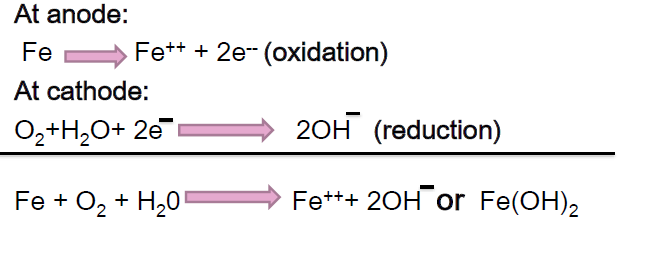 At anode:
Fe ⟹ Fe⁺⁺ + 2e⁻⁻ (oxidation)
At cathode:
O₂+H₂O+ 2e⁻ ⟹ 2OH⁻ (reduction)
Fe + O₂ + H₂0 ⟹ Fe⁺⁺+ 2OH⁻ or Fe(OH)₂